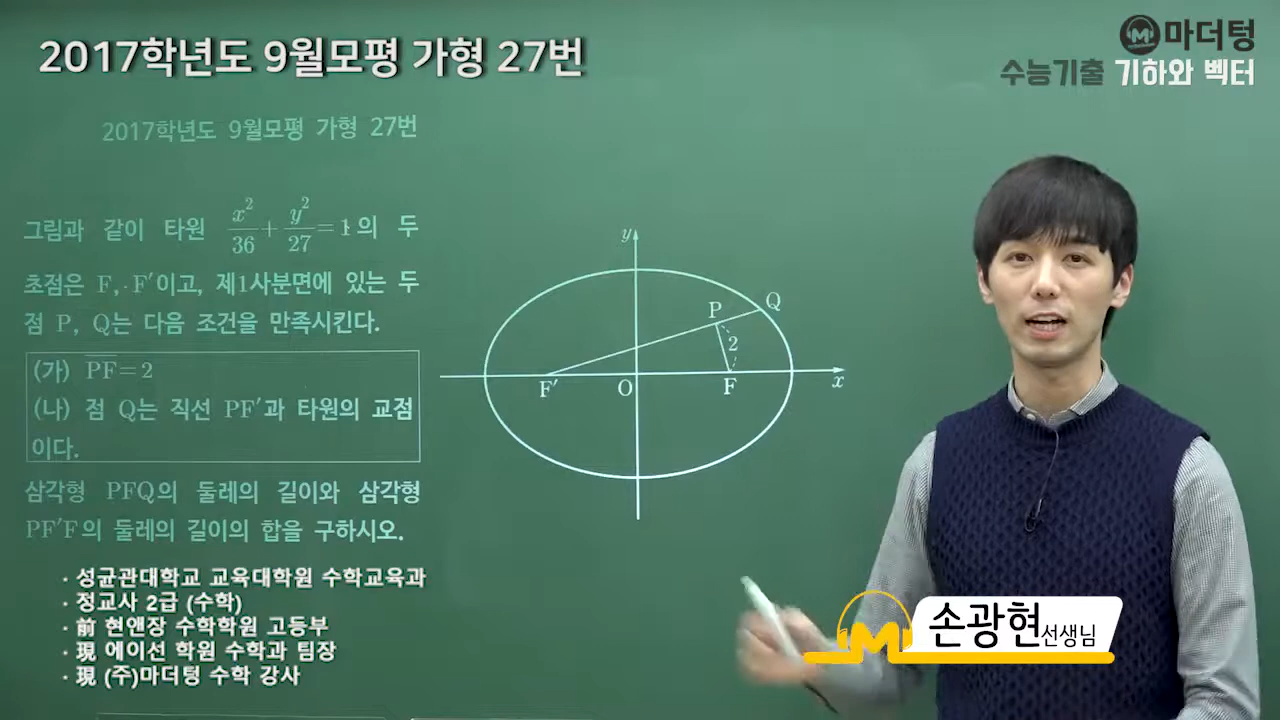 2017학년도 9월모평 가형 27번
마더텅
수능기출 기하와 벡터
2017학년도 9월모평 가형 27번
그림과 같이 타원 x²/36 + y²/27 = 1의 두
초점은 F, F′이고, 제1사분면에 있는 두
점 P, Q는 다음 조건을 만족시킨다.
(가) P̅F̅ = 2
(나) 점 Q는 직선 PF′과 타원의 교점
이다.
삼각형 PFQ의 둘레의 길이와 삼각형
PF′F의 둘레의 길이의 합을 구하시오.
y
P
Q
2
F′
O
F
x
· 성균관대학교 교육대학원 수학교육과
· 정교사 2급 (수학)
· 前 현앤장 수학학원 고등부
· 現 에이선 학원 수학과 팀장
· 現 (주)마더텅 수학 강사
손광현선생님